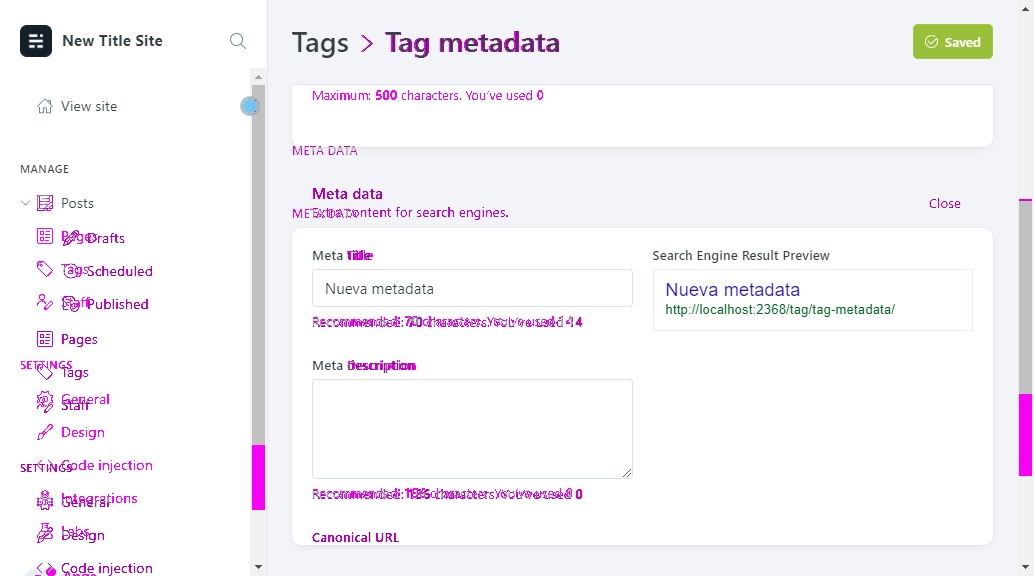 New Title Site
Tags > Tag metadata
Saved
Maximum: 500 characters. You've used 0
View site
META DATA
MANAGE
Meta data
Posts
Close
META DATA
Extra content for search engines.
Pages
Drafts
Meta title
Search Engine Result Preview
Tags
Scheduled
Nueva metadata
Nueva metadata
Staff
Published
http://localhost:2368/tag/tag-metadata/
Recommended: 70 characters. You've used 14
Pages
SETTINGS
Meta description
Tags
General
Staff
Design
SETTINGS
Code injection
Integrations
General
Recommended: characters. You've used 0
Labs
Design
Canonical URL
Code injection